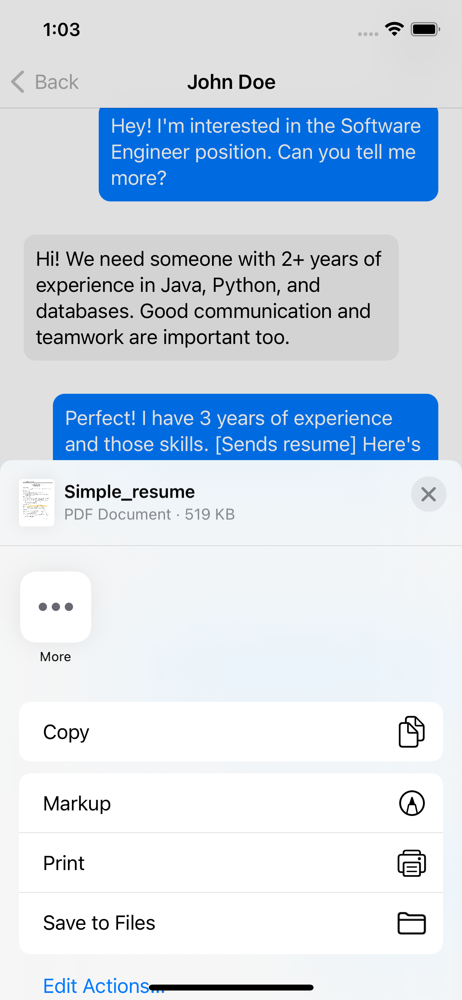 1:03
Back
John Doe
Hey! I'm interested in the Software
Engineer position. Can you tell me
more?
Hi! We need someone with 2+ years of
experience in Java, Python, and
databases. Good communication and
teamwork are important too.
Perfect! I have 3 years of experience
and those skills. [Sends resume] Here's
Simple_resume
PDF Document · 519 KB
More
Copy
Markup
Print
Save to Files
Edit Actions...